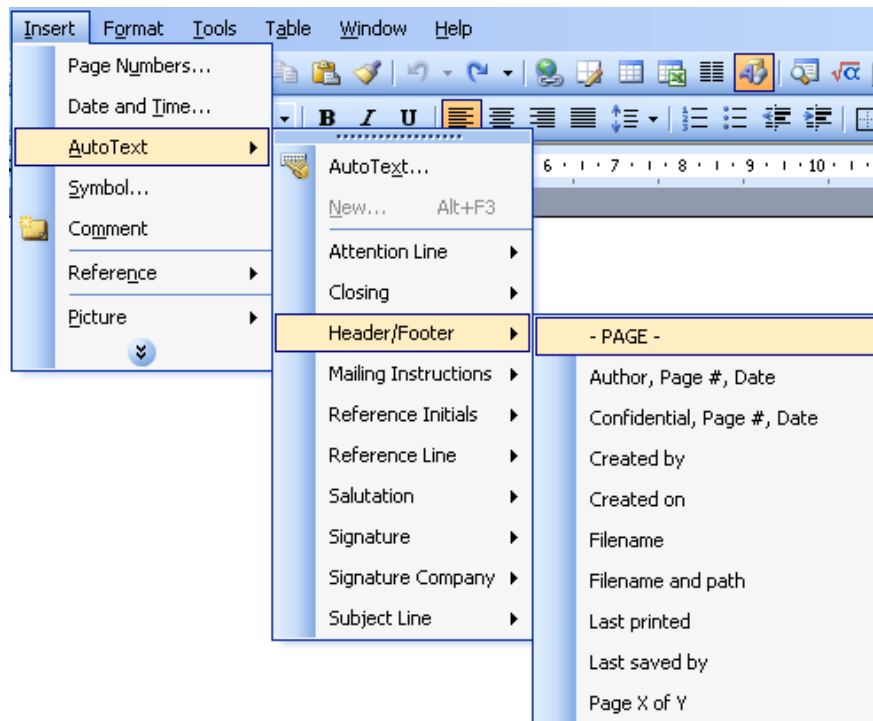 Insert Format Tools Table Window Help
Page Numbers...
Date and Time...
AutoText
Symbol...
Comment
Reference
Picture
B I U
6 7 8 9 10
AutoText...
New... Alt+F3
Attention Line
Closing
Header/Footer
Mailing Instructions
Reference Initials
Reference Line
Salutation
Signature
Signature Company
Subject Line
- PAGE -
Author, Page #, Date
Confidential, Page #, Date
Created by
Created on
Filename
Filename and path
Last printed
Last saved by
Page X of Y